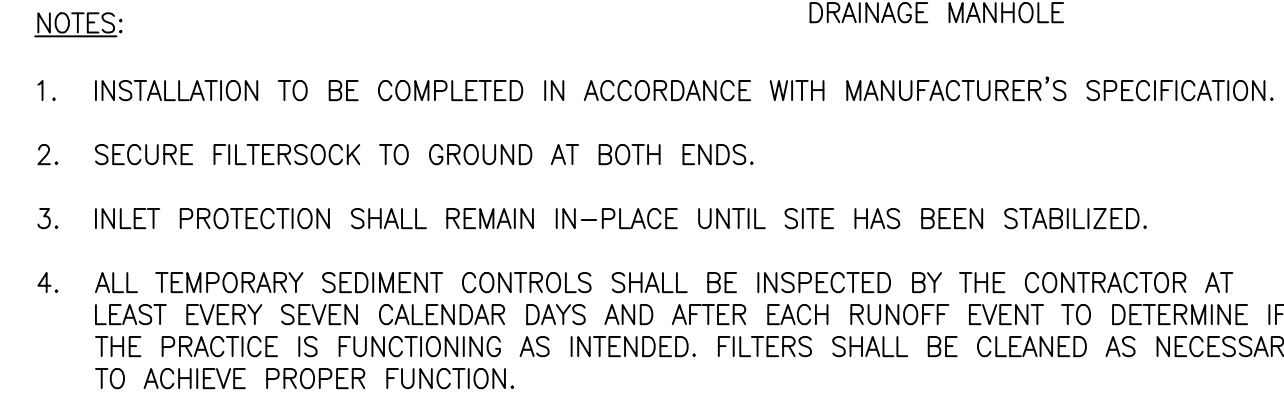 DRAINAGE MANHOLE
NOTES:
1. INSTALLATION TO BE COMPLETED IN ACCORDANCE WITH MANUFACTURER'S SPECIFICATION.
2. SECURE FILTERSOCK TO GROUND AT BOTH ENDS.
3. INLET PROTECTION SHALL REMAIN IN-PLACE UNTIL SITE HAS BEEN STABILIZED.
4. ALL TEMPORARY SEDIMENT CONTROLS SHALL BE INSPECTED BY THE CONTRACTOR AT
LEAST EVERY SEVEN CALENDAR DAYS AND AFTER EACH RUNOFF EVENT TO DETERMINE IF
THE PRACTICE IS FUNCTIONING AS INTENDED. FILTERS SHALL BE CLEANED AS NECESSAR
TO ACHIEVE PROPER FUNCTION.